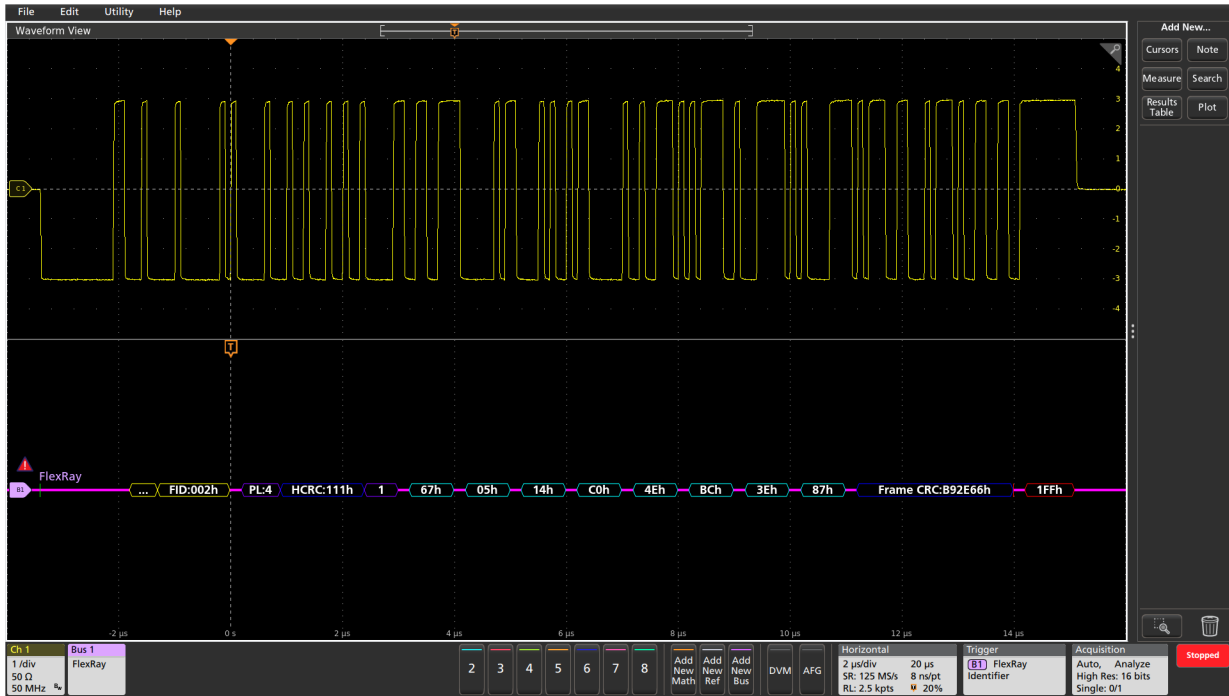 File Edit Utility Help
Waveform View
Add New...
Cursors Note
Measure Search
Results Table Plot
T
4
3
2
1
0
-1
-2
-3
-4
C1
T
!
FlexRay
B1
... FID:002h PL:4 HCRC:111h 1 67h 05h 14h C0h 4Eh BCh 3Eh 87h Frame CRC:B92E66h 1FFh
-2 µs 0 s 2 µs 4 µs 6 µs 8 µs 10 µs 12 µs 14 µs
Ch 1
1 /div
50 Ω
50 MHz Bw
Bus 1
FlexRay
2 3 4 5 6 7 8
Add New Math
Add New Ref
Add New Bus
DVM
AFG
Horizontal
2 µs/div 20 µs
SR: 125 MS/s 8 ns/pt
RL: 2.5 kpts 20%
Trigger
B1 FlexRay
Identifier
Acquisition
Auto, Analyze
High Res: 16 bits
Single: 0/1
Stopped